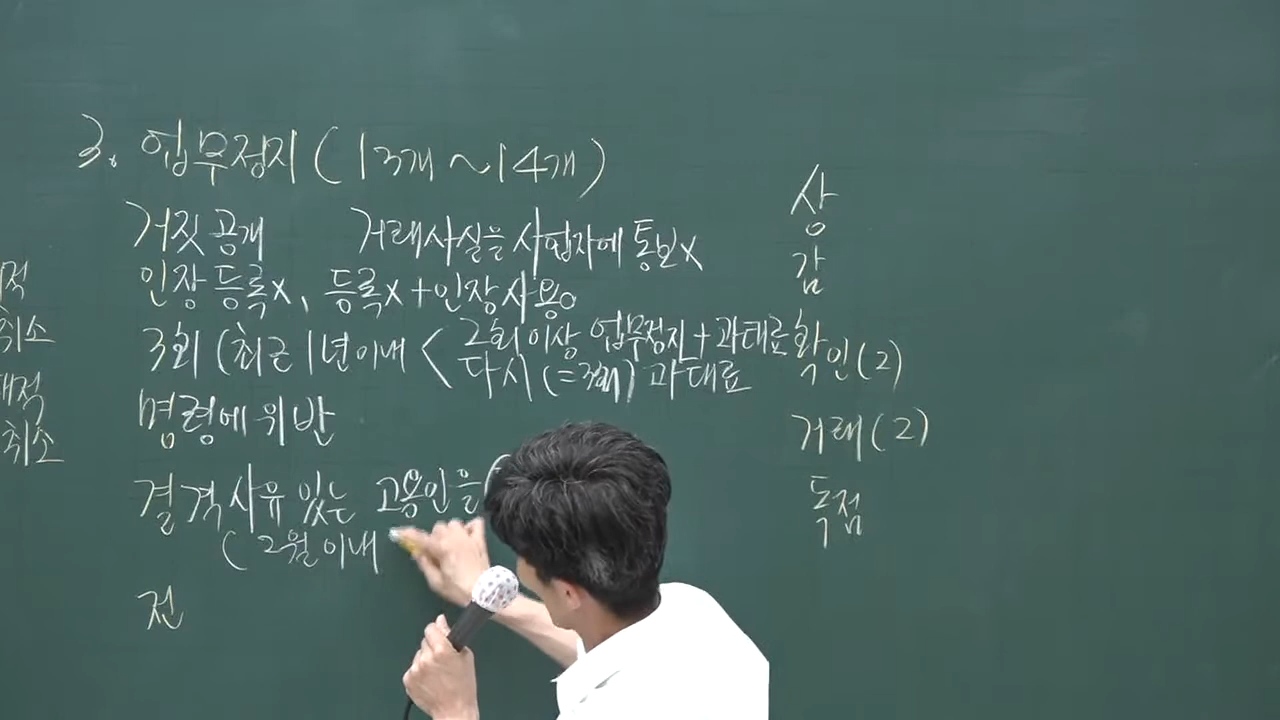 3. 업무정지 (13개 ~ 14개)
거짓공개 거래사실을 사업자에 통보x
인장등록x, 등록x + 인장사용
3회 (최근 1년이내 < 2회이상 업무정지 + 과태료
다시 (=3회) 과태료
명령에 위반
결격사유 있는 고용인을 (
( 2월 이내
전
상
감
확인(2)
거래(2)
독점
적
취소
적
취소